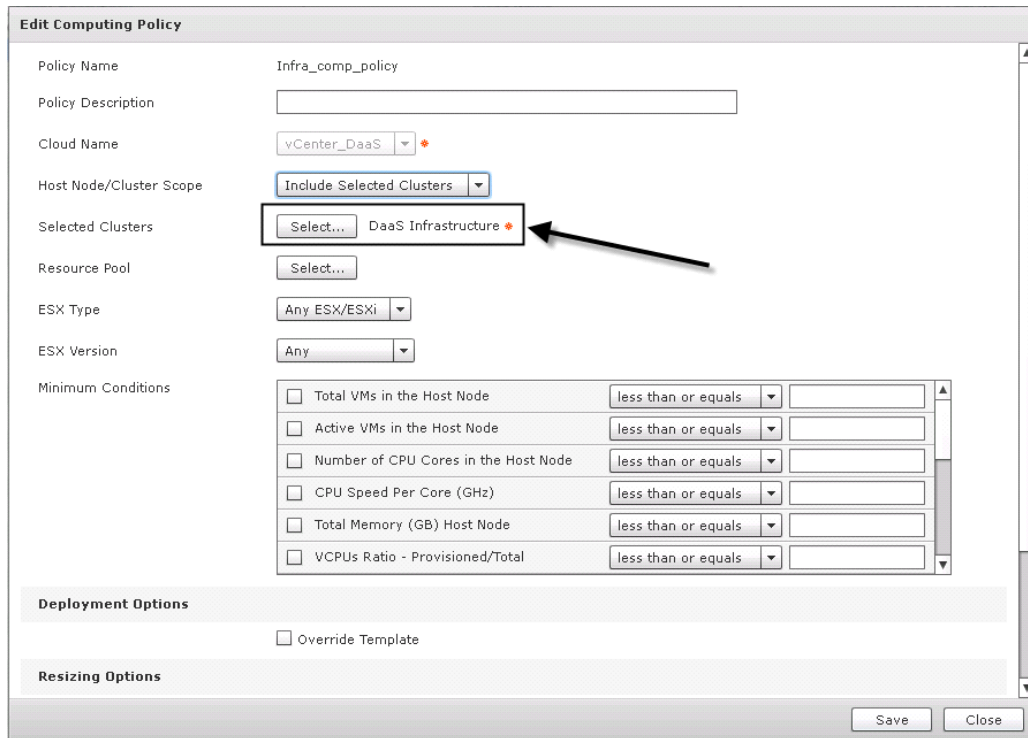 Edit Computing Policy
Policy Name Infra_comp_policy
Policy Description
Cloud Name vCenter_DaaS *
Host Node/Cluster Scope Include Selected Clusters
Selected Clusters Select... DaaS Infrastructure *
Resource Pool Select...
ESX Type Any ESX/ESXi
ESX Version Any
Minimum Conditions
Total VMs in the Host Node less than or equals
Active VMs in the Host Node less than or equals
Number of CPU Cores in the Host Node less than or equals
CPU Speed Per Core (GHz) less than or equals
Total Memory (GB) Host Node less than or equals
VCPUs Ratio - Provisioned/Total less than or equals
Deployment Options
Override Template
Resizing Options
Save Close